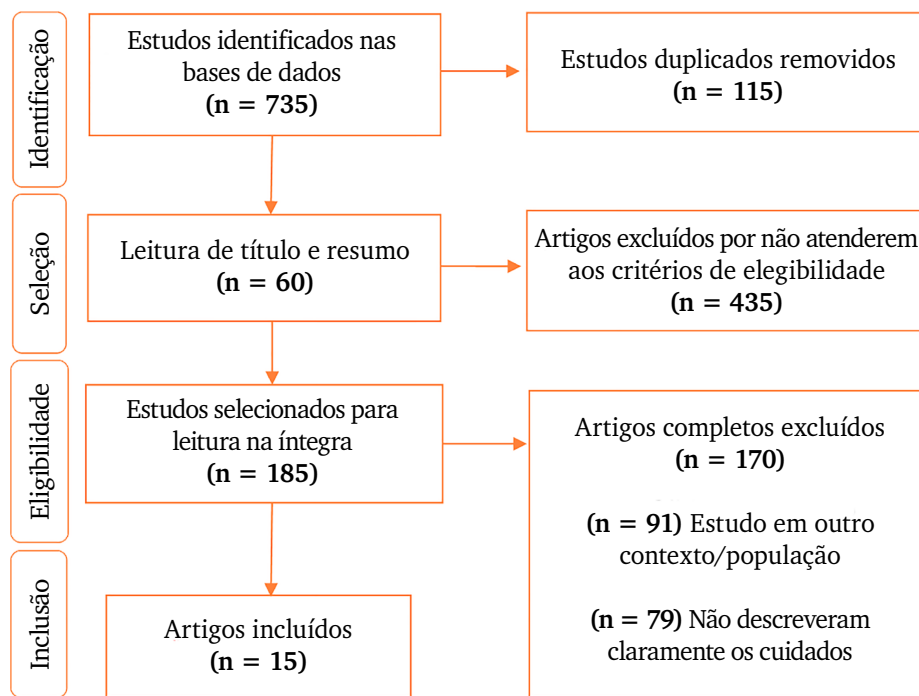 Identificação
Estudos identificados nas
bases de dados
(n = 735)
Estudos duplicados removidos
(n = 115)
Seleção
Leitura de título e resumo
(n = 60)
Artigos excluídos por não atenderem
aos critérios de elegibilidade
(n = 435)
Eligibilidade
Estudos selecionados para
leitura na íntegra
(n = 185)
Artigos completos excluídos
(n = 170)
(n = 91) Estudo em outro
contexto/população
(n = 79) Não descreveram
claramente os cuidados
Inclusão
Artigos incluídos
(n = 15)